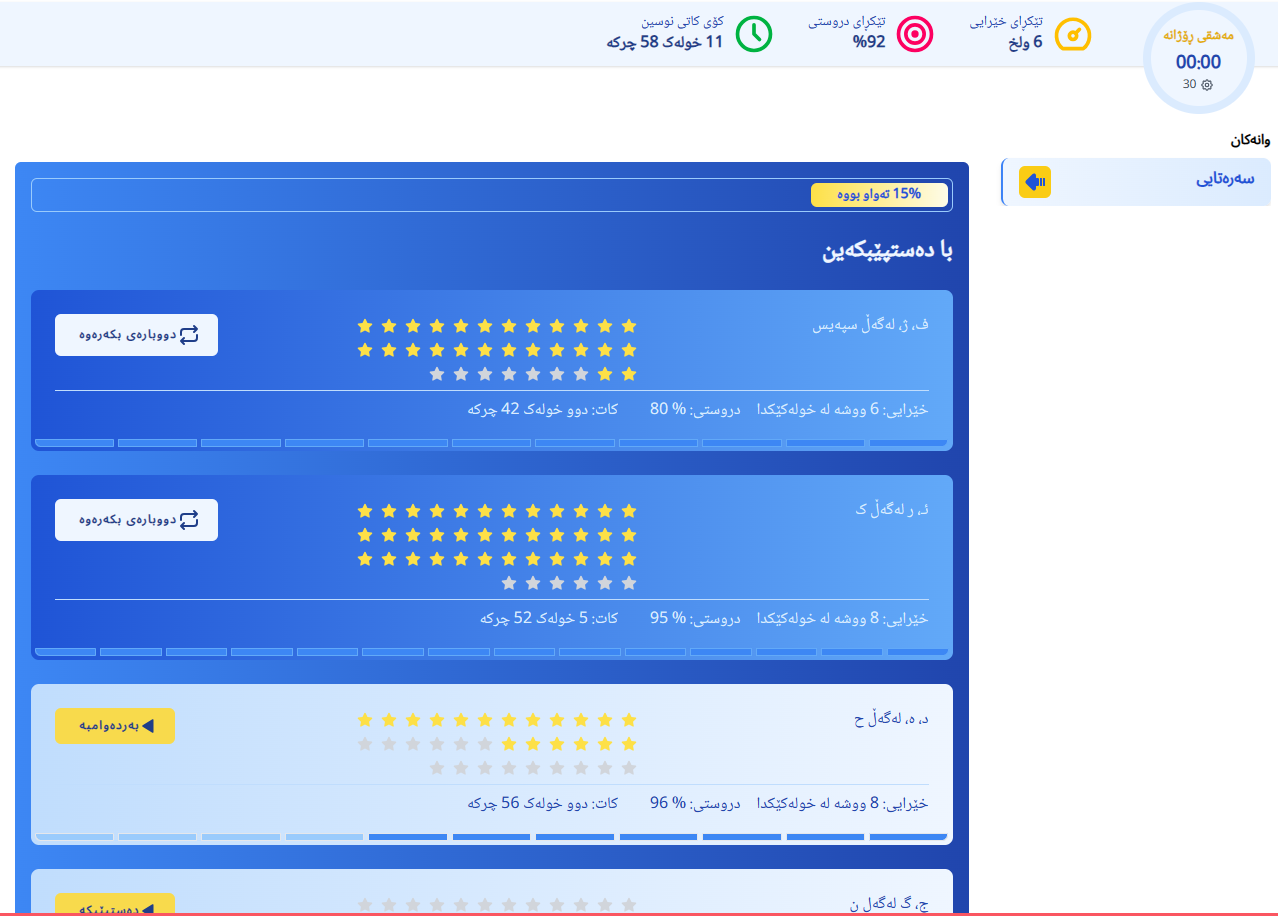 مەشقی ڕۆژانە
00:00
30
تێکڕای خێرایی
6 ولخ
تێکڕای دروستی
%92
کۆی کاتی نوسین
11 خولەک 58 چرکە
وانەکان
سەرەتایی
15% تەواو بووە
با دەستپێبکەین
ف، ژ، لەگەڵ سپەیس
دووبارەی بکەرەوە
خێرایی: 6 ووشە لە خولەکێکدا دروستی: % 80 کات: دوو خولەک 42 چرکە
ئـ، ر لەگەڵ ک
دووبارەی بکەرەوە
خێرایی: 8 ووشە لە خولەکێکدا دروستی: % 95 کات: 5 خولەک 52 چرکە
د، ە، لەگەڵ ح
بەردەوامبە
خێرایی: 8 ووشە لە خولەکێکدا دروستی: % 96 کات: دوو خولەک 56 چرکە
ج، گ لەگەڵ ن
دەستپێبکە